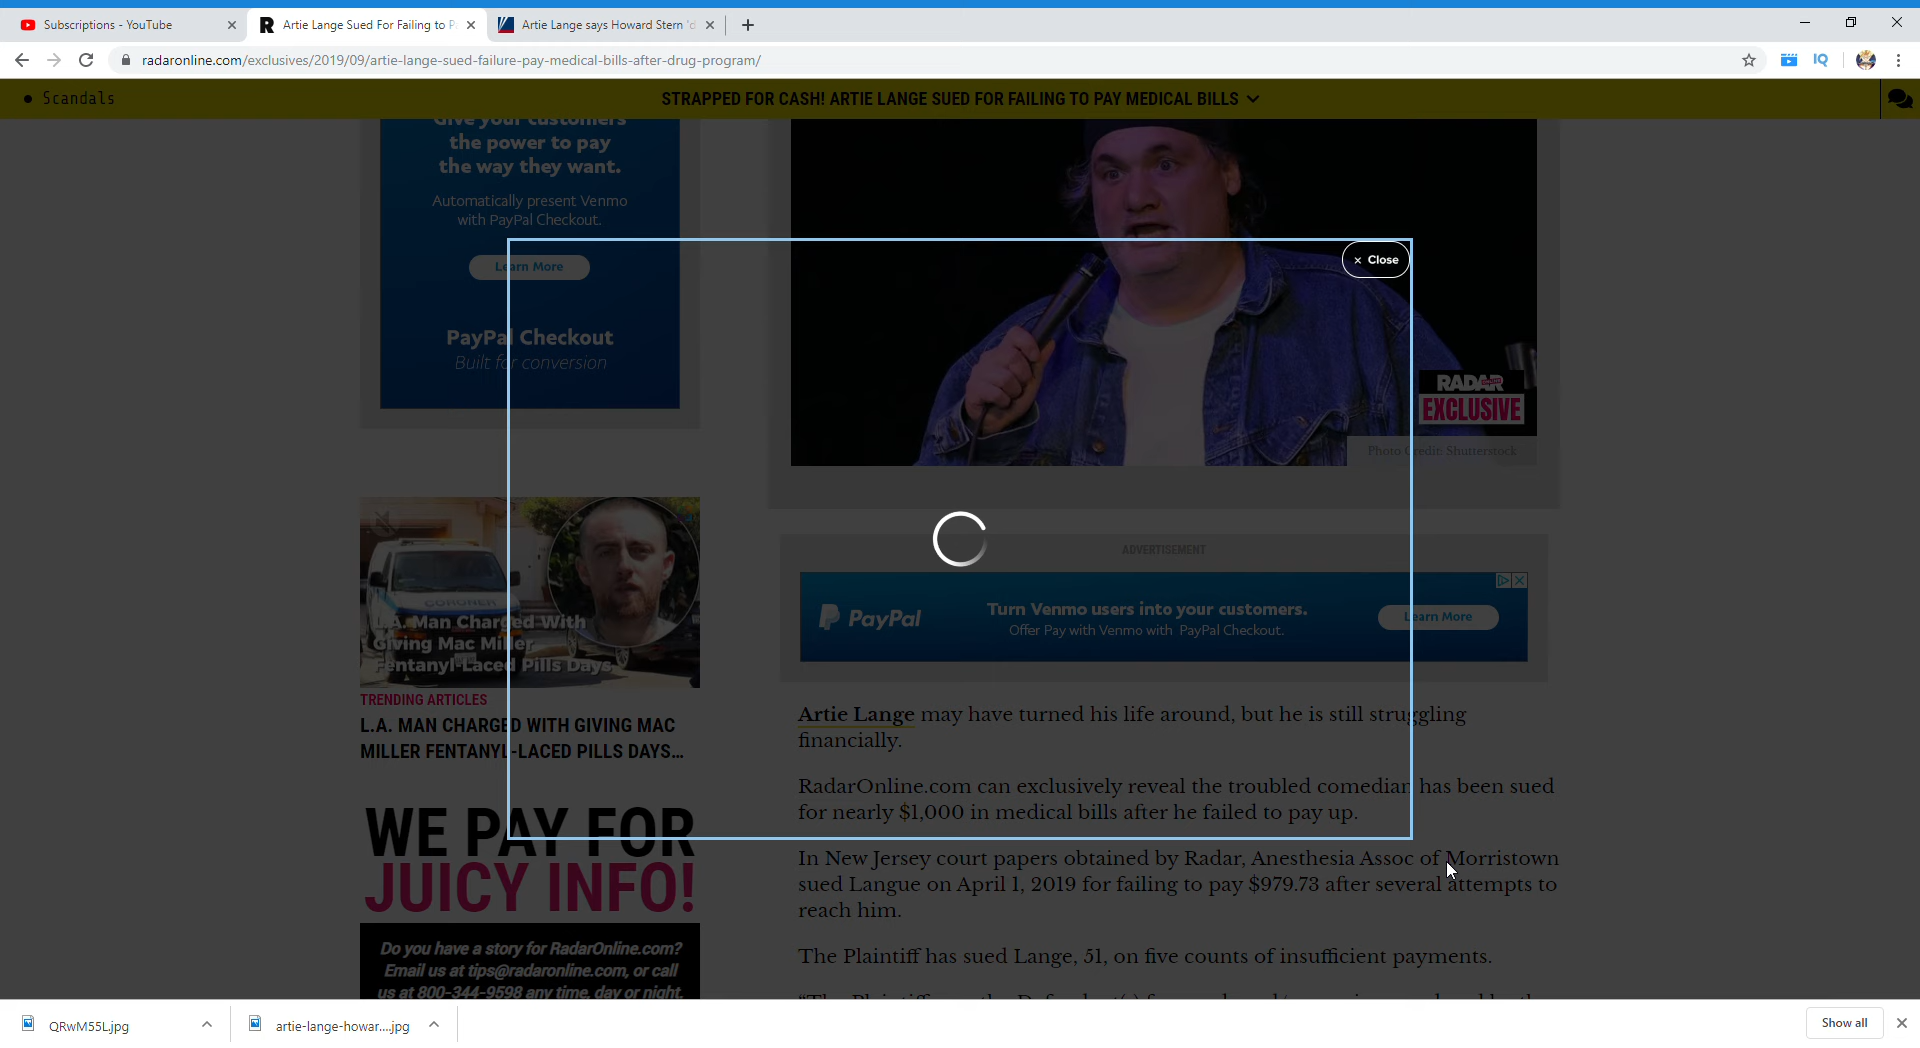 Subscriptions - YouTube
Artie Lange Sued For Failing to P
Artie Lange says Howard Stern 'd
radaronline.com/exclusives/2019/09/artie-lange-sued-failure-pay-medical-bills-after-drug-program/
IQ
Scandals
STRAPPED FOR CASH! ARTIE LANGE SUED FOR FAILING TO PAY MEDICAL BILLS
Give your customers
the power to pay
the way they want.
Automatically present Venmo
with PayPal Checkout.
Learn More
PayPal Checkout
Built for conversion
× Close
RADAR
EXCLUSIVE
Photo Credit: Shutterstock
CORONER
L.A. Man Charged With
Giving Mac Miller
Fentanyl-Laced Pills Days
TRENDING ARTICLES
L.A. MAN CHARGED WITH GIVING MAC
MILLER FENTANYL-LACED PILLS DAYS...
WE PAY FOR
JUICY INFO!
Do you have a story for RadarOnline.com?
Email us at tips@radaronline.com, or call
us at 800-344-9598 any time, day or night.
ADVERTISEMENT
PayPal
Turn Venmo users into your customers.
Offer Pay with Venmo with PayPal Checkout.
Learn More
Artie Lange may have turned his life around, but he is still struggling
financially.
RadarOnline.com can exclusively reveal the troubled comedian has been sued
for nearly $1,000 in medical bills after he failed to pay up.
In New Jersey court papers obtained by Radar, Anesthesia Assoc of Morristown
sued Langue on April 1, 2019 for failing to pay $979.73 after several attempts to
reach him.
The Plaintiff has sued Lange, 51, on five counts of insufficient payments.
QRwM55L.jpg
artie-lange-howar....jpg
Show all